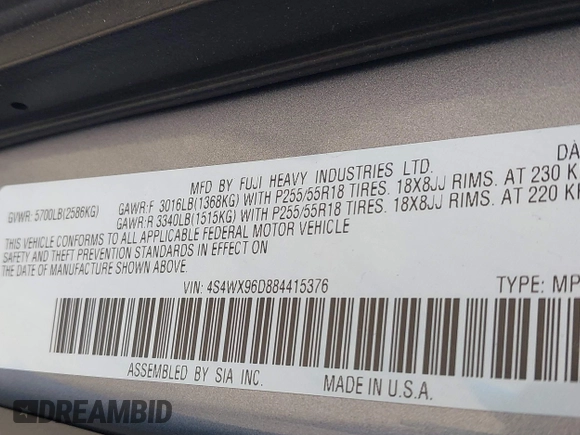 MFD BY FUJI HEAVY INDUSTRIES LTD. DA
GVWR: 5700LB(2586KG) GAWR:F 3016LB(1368KG) WITH P255/55R18 TIRES. 18X8JJ RIMS. AT 230 K
GAWR:R 3340LB(1515KG) WITH P255/55R18 TIRES. 18X8JJ RIMS. AT 220 K
THIS VEHICLE CONFORMS TO ALL APPLICABLE FEDERAL MOTOR VEHICLE
SAFETY AND THEFT PREVENTION STANDARDS IN EFFECT ON
THE DATE OF MANUFACTURE SHOWN ABOVE.
VIN: 4S4WX96D884415376 TYPE: MP
ASSEMBLED BY SIA INC. MADE IN U.S.A.
DREAMBID